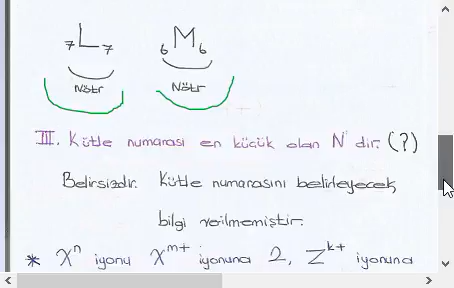 ₇L₇ ₆M₆
Nötr Nötr
III. Kütle numarası en küçük olan N dir. (?)
Belirsizdir. Kütle numarasını belirleyecek
bilgi verilmemiştir.
* Xⁿ iyonu X^m+ iyonuna 2, Z^k+ iyonuna